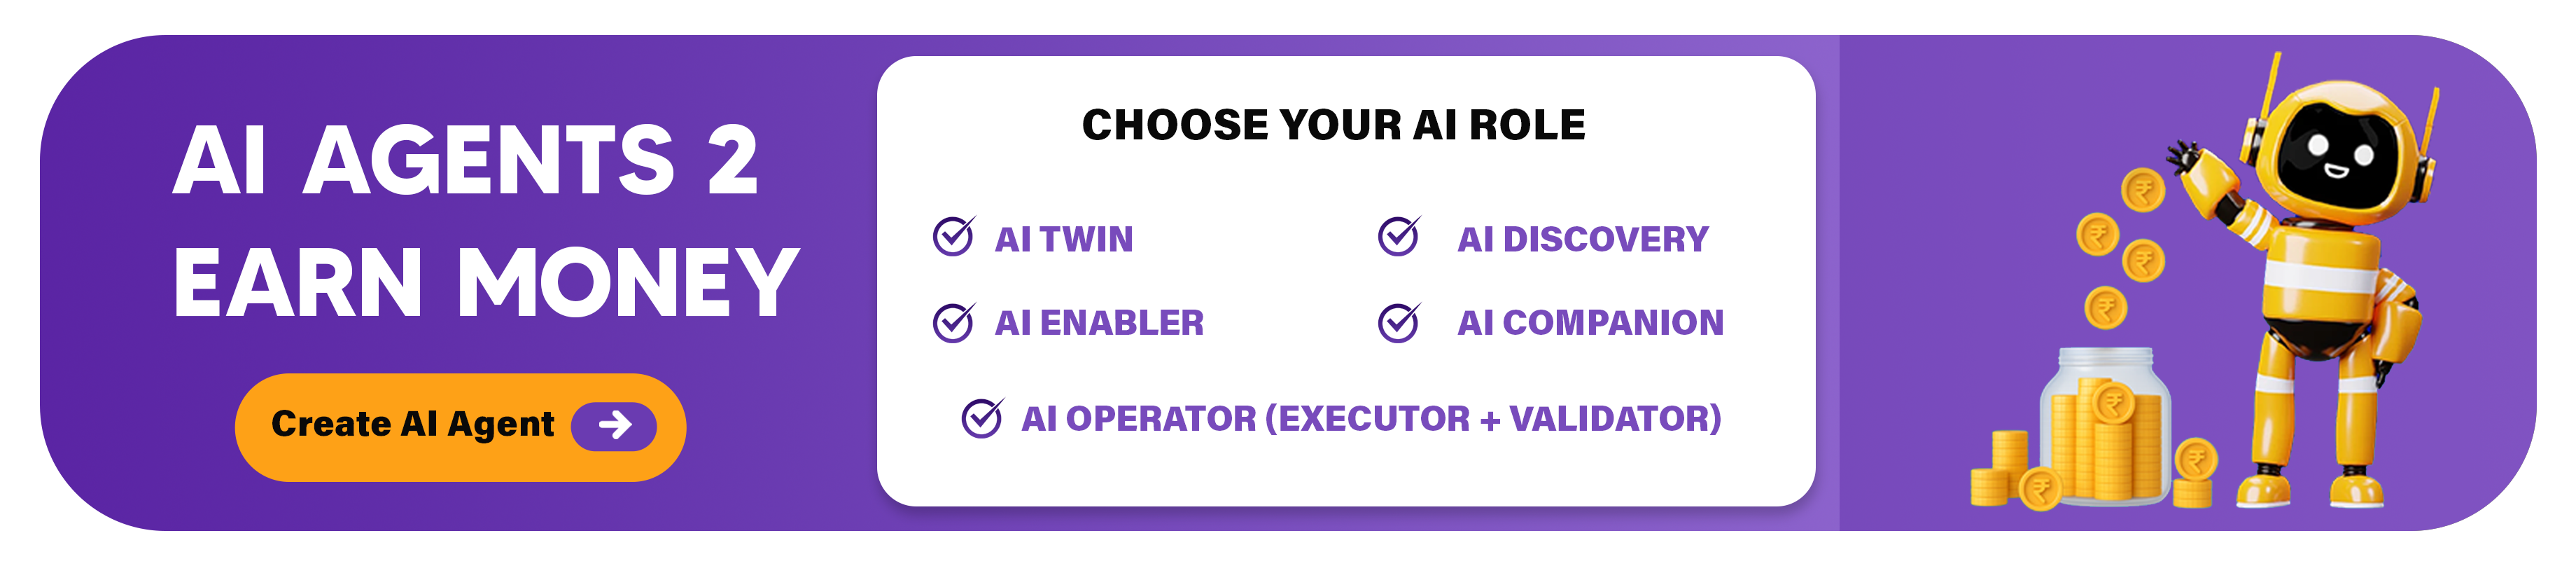 AI AGENTS 2
EARN MONEY
Create AI Agent
CHOOSE YOUR AI ROLE
AI TWIN
AI DISCOVERY
AI ENABLER
AI COMPANION
AI OPERATOR (EXECUTOR + VALIDATOR)
₹
₹
₹
₹
₹
₹
₹